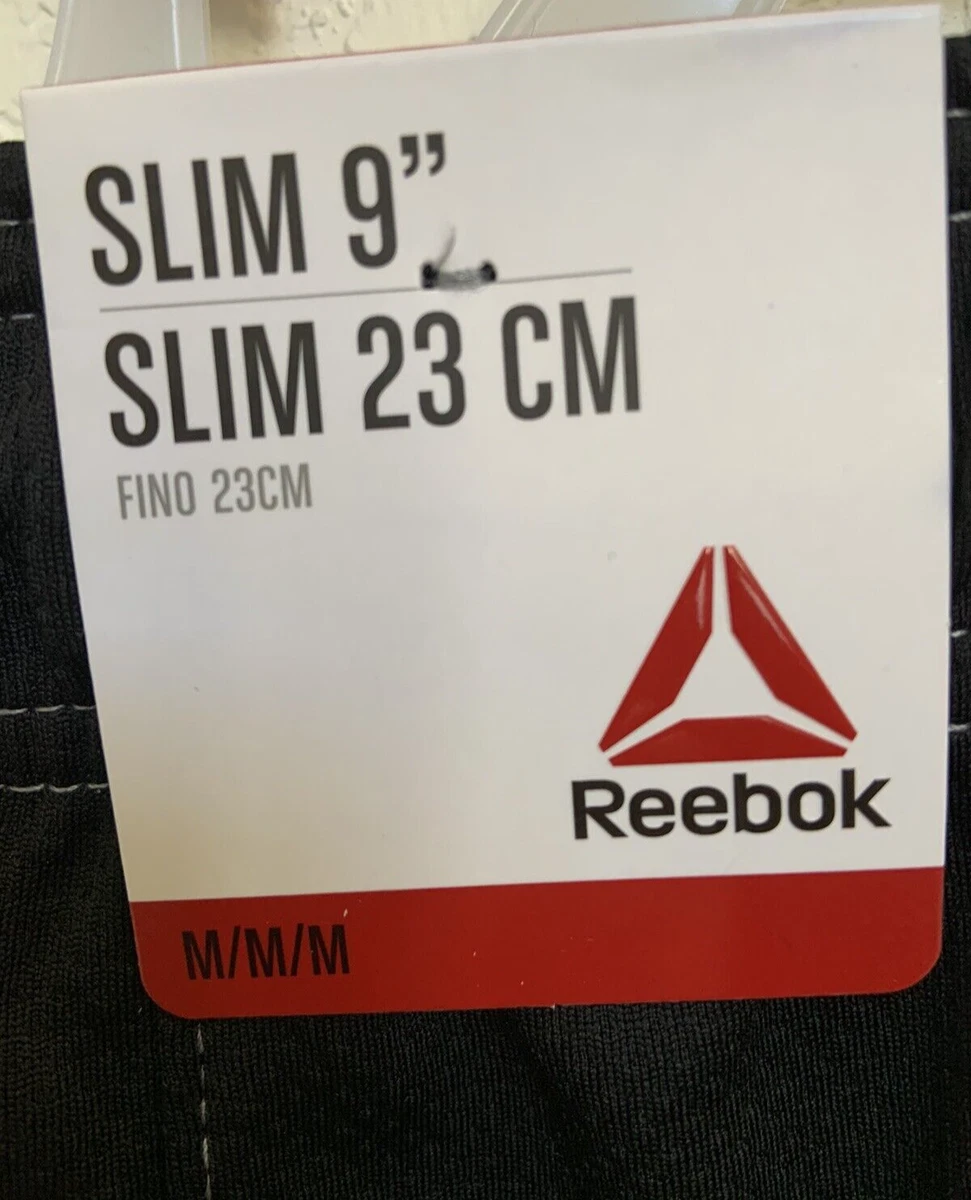 SLIM 9”
SLIM 23 CM
FINO 23CM
Reebok
M/M/M